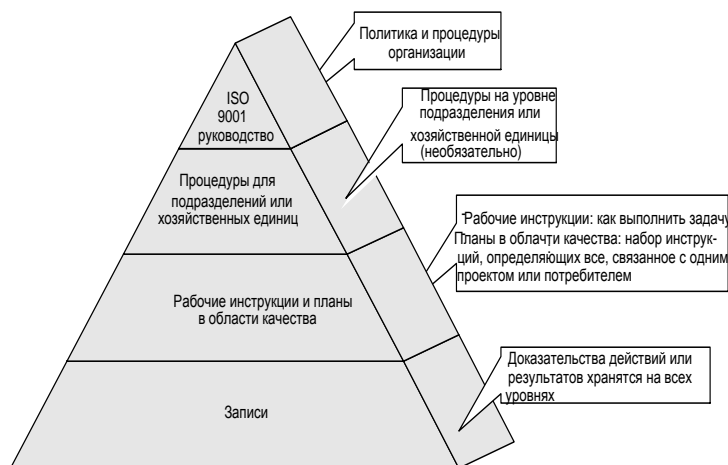 Политика и процедуры
организации
ISO
9001
руководство
Процедуры на уровне
подразделения или
хозяйственной единицы
(необязательно)
Процедуры для
подразделений или
хозяйственных единиц
Рабочие инструкции: как выполнить задачу
Планы в области качества: набор инструк-
ций, определяющих все, связанное с одним
проектом или потребителем
Рабочие инструкции и планы
в области качества
Доказательства действий или
результатов хранятся на всех
уровнях
Записи